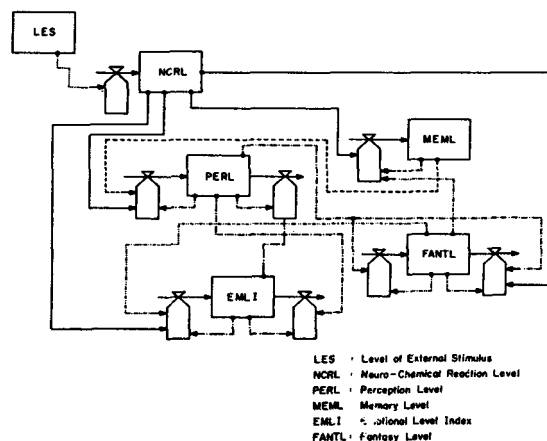 LES
NCRL
MEML
PERL
FANTL
EMLI
LES : Level of External Stimulus
NCRL : Neuro-Chemical Reaction Level
PERL : Perception Level
MEML Memory Level
EMLI Level Index
FANTL: Fantasy Level